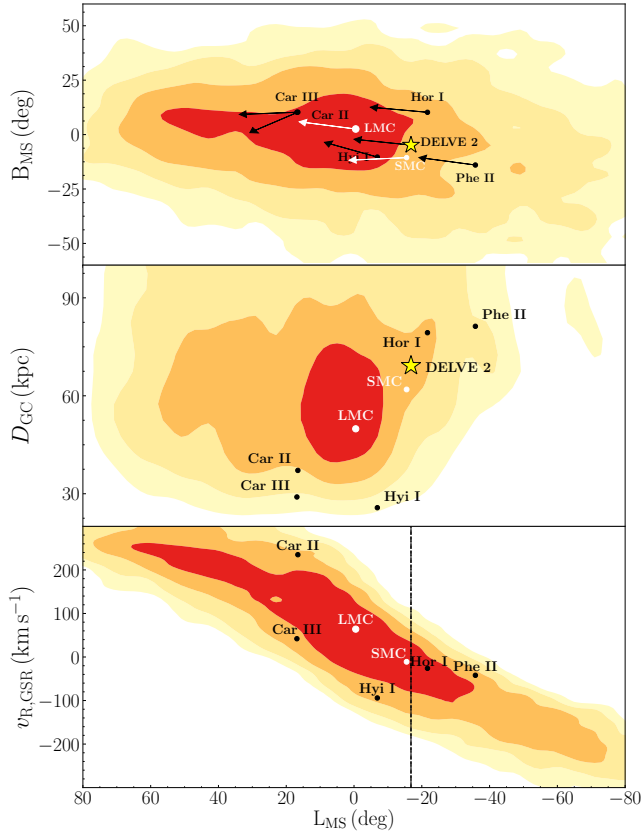 50
25
0
−25
−50
B_MS (deg)
Car III
Hor I
Car II
LMC
DELVE 2
Hyi I
SMC
Phe II
90
60
30
D_GC (kpc)
Phe II
Hor I
DELVE 2
SMC
LMC
Car II
Car III
Hyi I
200
100
0
−100
−200
v_R,GSR (km s⁻¹)
Car II
Car III
LMC
SMC
Hor I
Phe II
Hyi I
80 60 40 20 0 −20 −40 −60 −80
L_MS (deg)